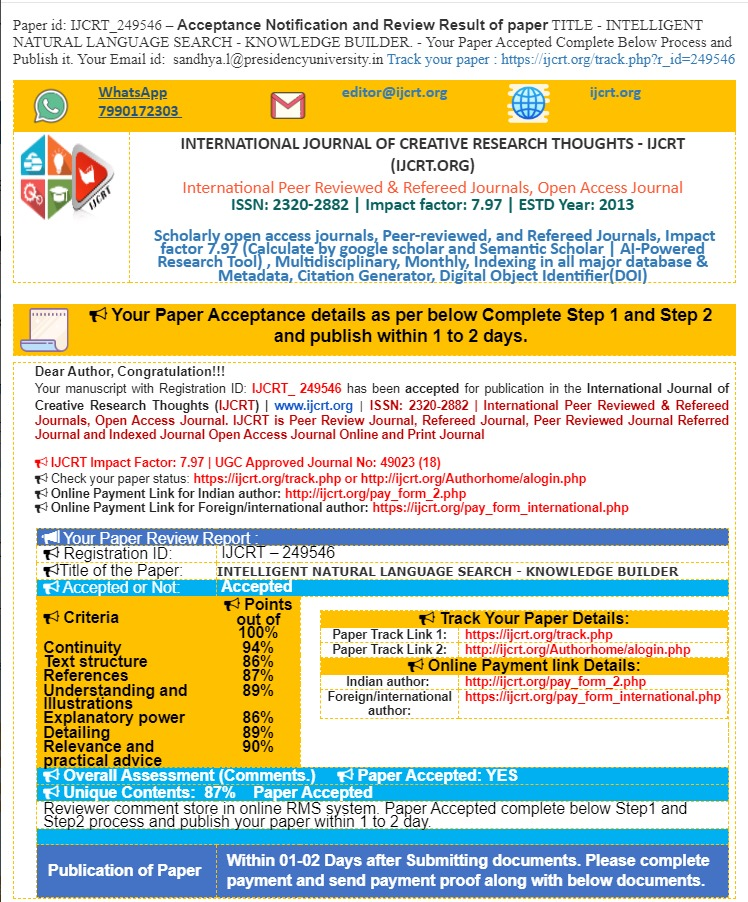 Paper id: IJCRT_249546 – Acceptance Notification and Review Result of paper TITLE - INTELLIGENT
NATURAL LANGUAGE SEARCH - KNOWLEDGE BUILDER. - Your Paper Accepted Complete Below Process and
Publish it. Your Email id: sandhya.l@presidencyuniversity.in Track your paper : https://ijcrt.org/track.php?r_id=249546
WhatsApp
7990172303
editor@ijcrt.org
ijcrt.org
IJCRT
INTERNATIONAL JOURNAL OF CREATIVE RESEARCH THOUGHTS - IJCRT
(IJCRT.ORG)
International Peer Reviewed & Refereed Journals, Open Access Journal
ISSN: 2320-2882 | Impact factor: 7.97 | ESTD Year: 2013
Scholarly open access journals, Peer-reviewed, and Refereed Journals, Impact
factor 7.97 (Calculate by google scholar and Semantic Scholar | AI-Powered
Research Tool) , Multidisciplinary, Monthly, Indexing in all major database &
Metadata, Citation Generator, Digital Object Identifier(DOI)
Your Paper Acceptance details as per below Complete Step 1 and Step 2
and publish within 1 to 2 days.
Dear Author, Congratulation!!!
Your manuscript with Registration ID: IJCRT_ 249546 has been accepted for publication in the International Journal of
Creative Research Thoughts (IJCRT) | www.ijcrt.org | ISSN: 2320-2882 | International Peer Reviewed & Refereed
Journals, Open Access Journal. IJCRT is Peer Review Journal, Refereed Journal, Peer Reviewed Journal Referred
Journal and Indexed Journal Open Access Journal Online and Print Journal
IJCRT Impact Factor: 7.97 | UGC Approved Journal No: 49023 (18)
Check your paper status: https://ijcrt.org/track.php or http://ijcrt.org/Authorhome/alogin.php
Online Payment Link for Indian author: http://ijcrt.org/pay_form_2.php
Online Payment Link for Foreign/international author: https://ijcrt.org/pay_form_international.php
Your Paper Review Report :
Registration ID: IJCRT – 249546
Title of the Paper: INTELLIGENT NATURAL LANGUAGE SEARCH - KNOWLEDGE BUILDER
Accepted or Not: Accepted
Criteria
Points
out of
100%
Continuity 94%
Text structure 86%
References 87%
Understanding and 89%
Illustrations
Explanatory power 86%
Detailing 89%
Relevance and 90%
practical advice
Track Your Paper Details:
Paper Track Link 1: https://ijcrt.org/track.php
Paper Track Link 2: http://ijcrt.org/Authorhome/alogin.php
Online Payment link Details:
Indian author: http://ijcrt.org/pay_form_2.php
Foreign/international https://ijcrt.org/pay_form_international.php
author:
Overall Assessment (Comments.) Paper Accepted: YES
Unique Contents: 87% Paper Accepted
Reviewer comment store in online RMS system. Paper Accepted complete below Step1 and
Step2 process and publish your paper within 1 to 2 day.
Publication of Paper
Within 01-02 Days after Submitting documents. Please complete
payment and send payment proof along with below documents.